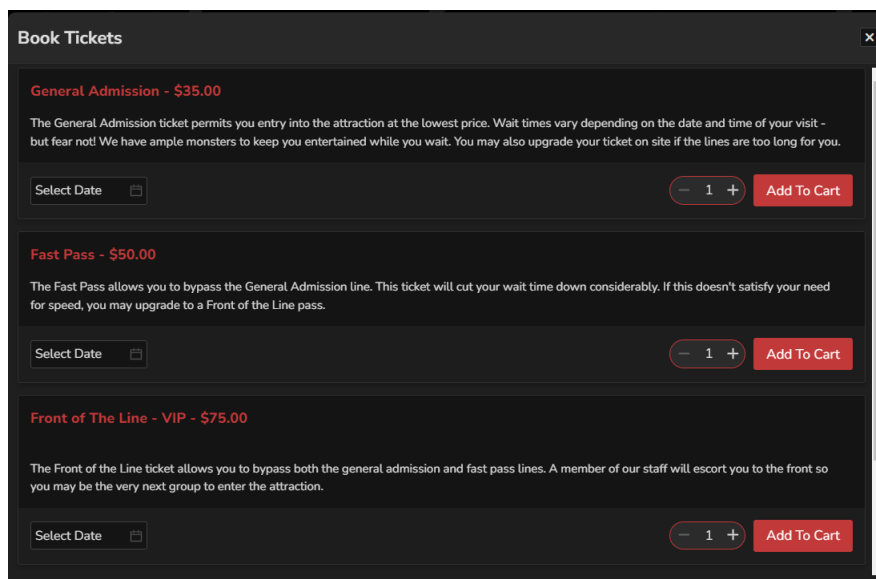 Book Tickets
General Admission - $35.00
The General Admission ticket permits you entry into the attraction at the lowest price. Wait times vary depending on the date and time of your visit -
but fear not! We have ample monsters to keep you entertained while you wait. You may also upgrade your ticket on site if the lines are too long for you.
Select Date 1 Add To Cart
Fast Pass - $50.00
The Fast Pass allows you to bypass the General Admission line. This ticket will cut your wait time down considerably. If this doesn't satisfy your need
for speed, you may upgrade to a Front of the Line pass.
Select Date 1 Add To Cart
Front of The Line - VIP - $75.00
The Front of the Line ticket allows you to bypass both the general admission and fast pass lines. A member of our staff will escort you to the front so
you may be the very next group to enter the attraction.
Select Date 1 Add To Cart